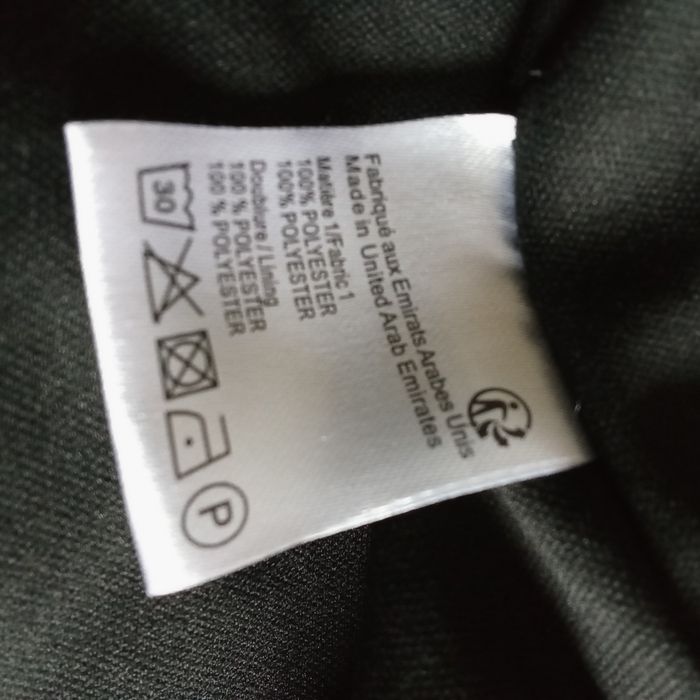 Fabriqué aux Emirats Arabes Unis
Made in United Arab Emirates
Matière 1/Fabric 1
100% POLYESTER
100% POLYESTER
Doublure / Lining
100 % POLYESTER
100 % POLYESTER
30
P